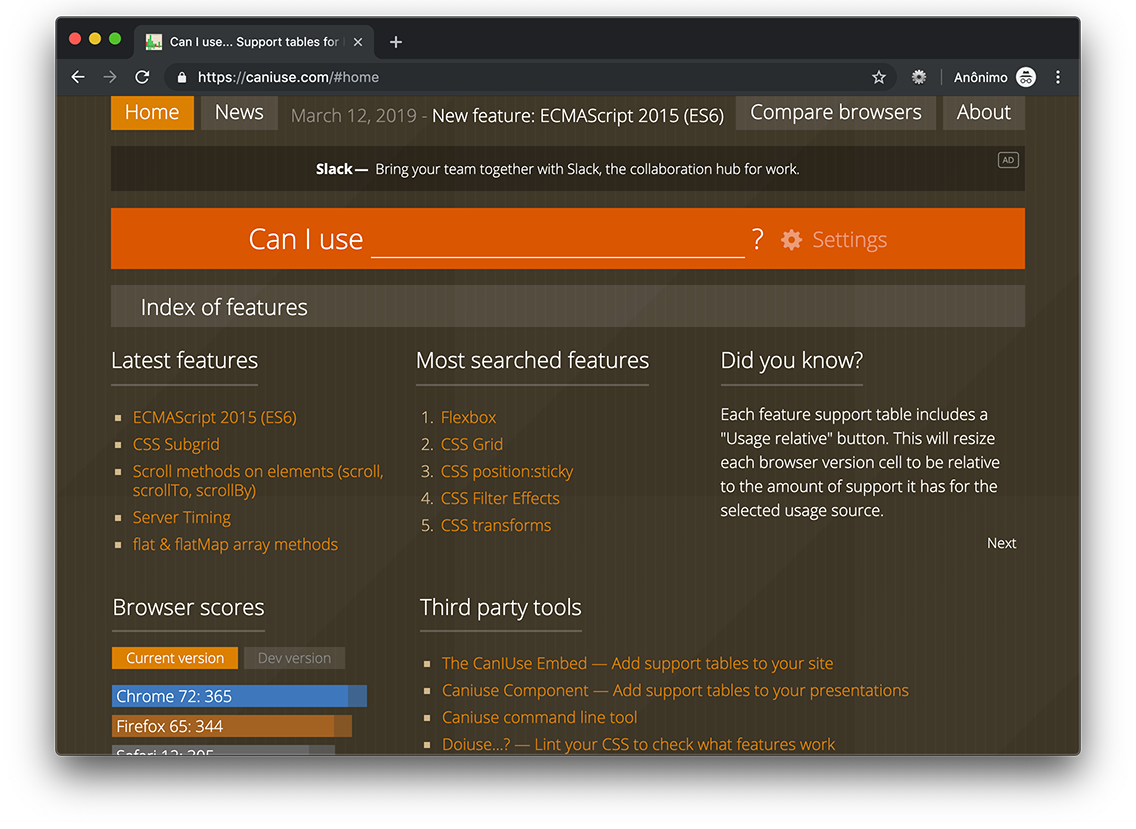 Can I use... Support tables for
https://caniuse.com/#home
Anônimo
Home
News
March 12, 2019 - New feature: ECMAScript 2015 (ES6)
Compare browsers
About
Slack — Bring your team together with Slack, the collaboration hub for work.
AD
Can I use ? Settings
Index of features
Latest features
ECMAScript 2015 (ES6)
CSS Subgrid
Scroll methods on elements (scroll,
scrollTo, scrollBy)
Server Timing
flat & flatMap array methods
Most searched features
1. Flexbox
2. CSS Grid
3. CSS position:sticky
4. CSS Filter Effects
5. CSS transforms
Did you know?
Each feature support table includes a
"Usage relative" button. This will resize
each browser version cell to be relative
to the amount of support it has for the
selected usage source.
Next
Browser scores
Current version
Dev version
Chrome 72: 365
Firefox 65: 344
Safari 12: 305
Third party tools
The CanIUse Embed — Add support tables to your site
Caniuse Component — Add support tables to your presentations
Caniuse command line tool
Doiuse...? — Lint your CSS to check what features work